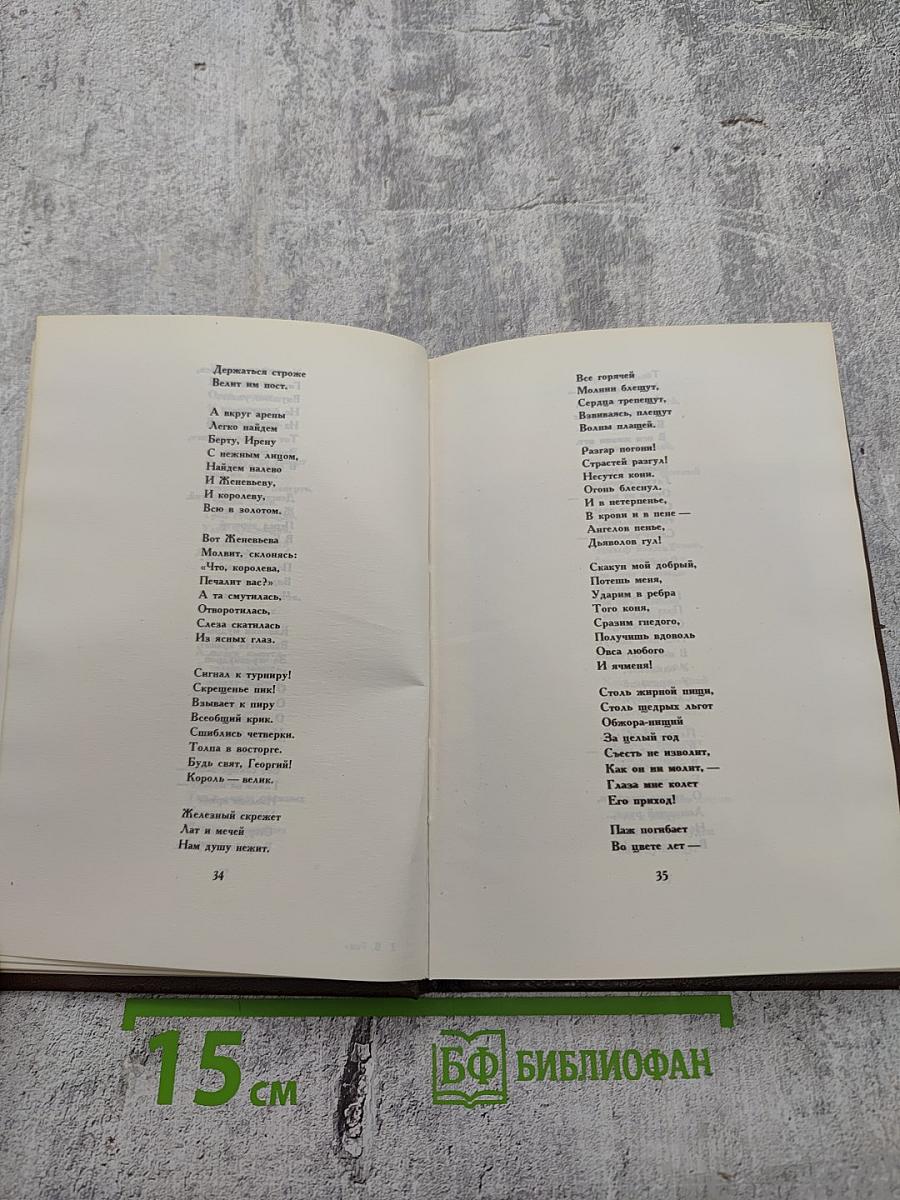 Держаться строже
Велит им пост.
А вкруг арены
Легко найдем
Берту, Ирену
С нежным лицом,
Найдем налево
И Женевьеву,
И королеву,
Всю в золотом.
Вот Женевьева
Молвит, склонясь:
«Что, королева,
Печалит вас?»
А та смутилась,
Отворотилась,
Слеза скатилась
Из ясных глаз.
Сигнал к турниру!
Скрещенье пик!
Взывает к пиру
Всеобщий крик.
Сшиблись четверки.
Толпа в восторге.
Будь свят, Георгий!
Король — велик.
Железный скрежет
Лат и мечей
Нам душу нежит.
34
Все горячей
Молнии блещут,
Сердца трепещут,
Взвиваясь, плещут
Волны плащей.
Разгар погони!
Страстей разгул!
Несутся кони.
Огонь блеснул.
И в нетерпенье,
В крови и в пене —
Ангелов пенье,
Дьяволов гул!
Скакун мой добрый,
Потешь меня,
Ударим в ребра
Того коня,
Сразим гнедого,
Получишь вдоволь
Овса любого
И ячменя!
Столь жирной пищи,
Столь щедрых льгот
Обжора-нищий
За целый год
Съесть не изволит,
Как он ни молит, —
Глаза мне колет
Его приход!
Паж погибает
Во цвете лет —
35
15 см
БФ БИБЛИОФАН